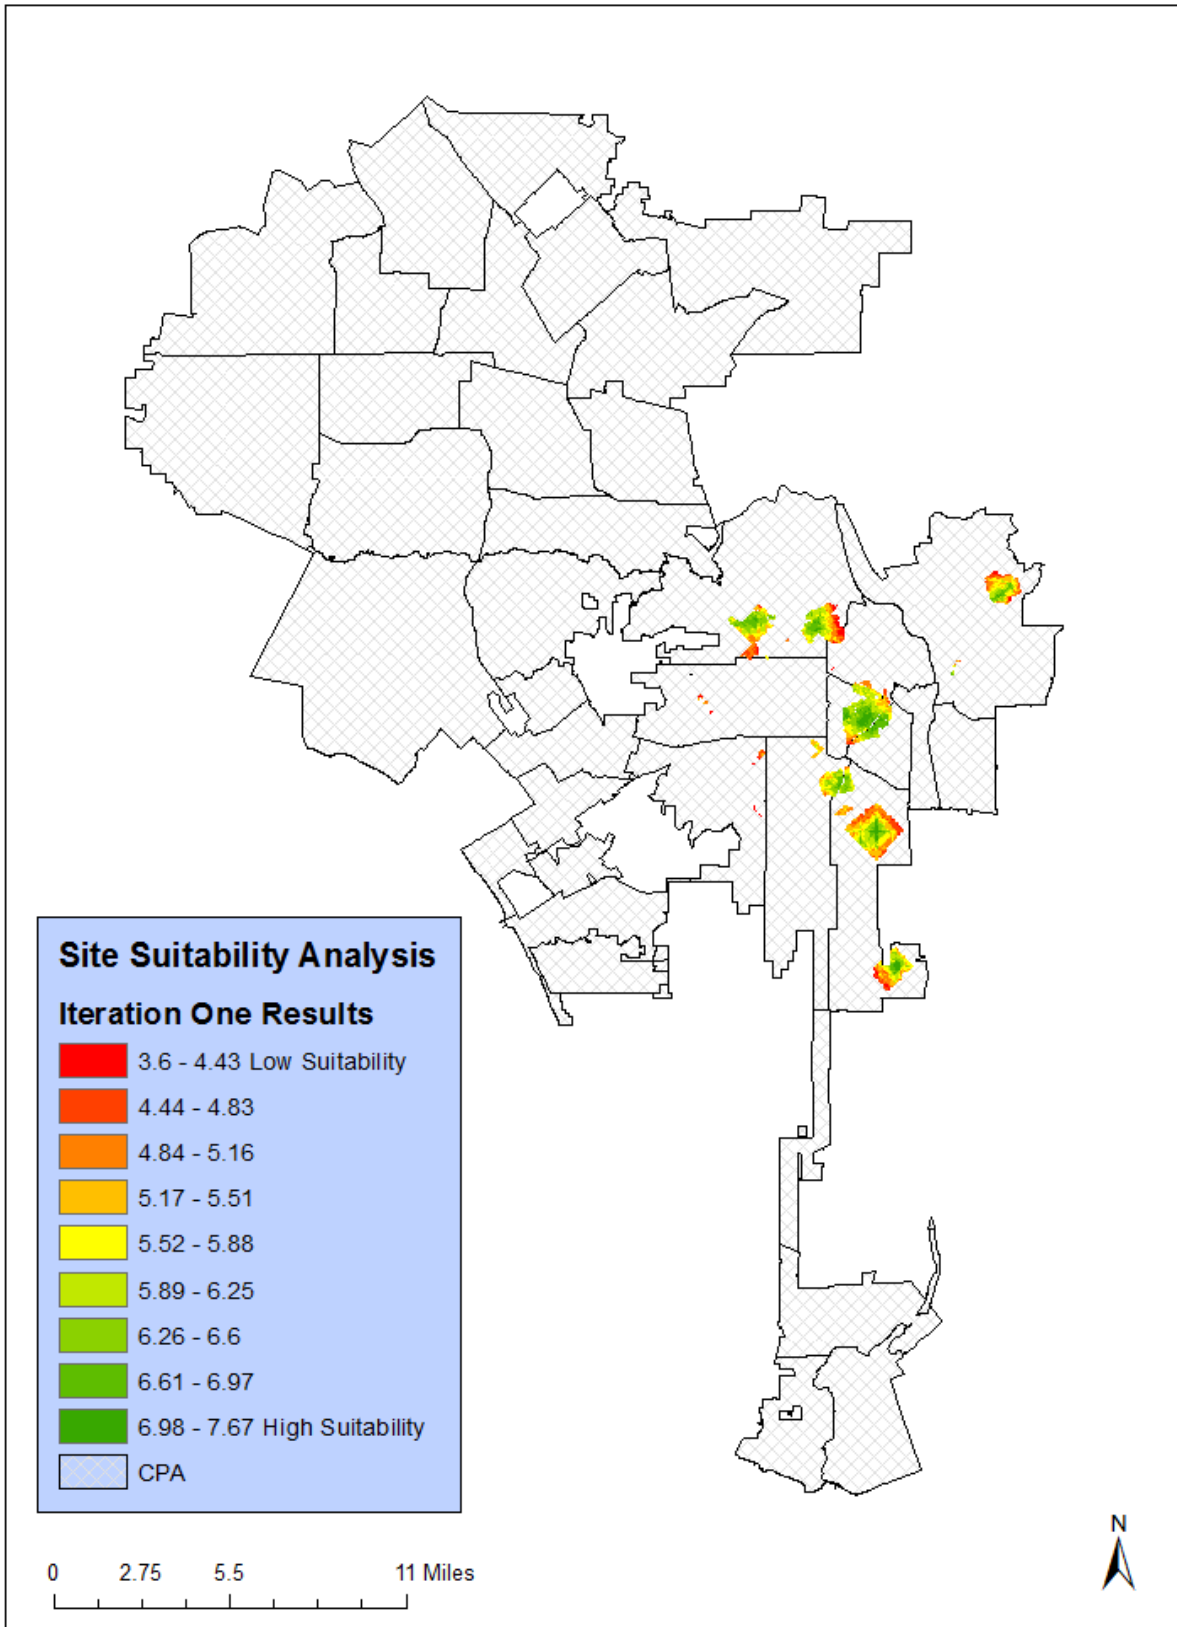 Site Suitability Analysis
Iteration One Results
3.6 - 4.43 Low Suitability
4.44 - 4.83
4.84 - 5.16
5.17 - 5.51
5.52 - 5.88
5.89 - 6.25
6.26 - 6.6
6.61 - 6.97
6.98 - 7.67 High Suitability
CPA
N
0 2.75 5.5 11 Miles